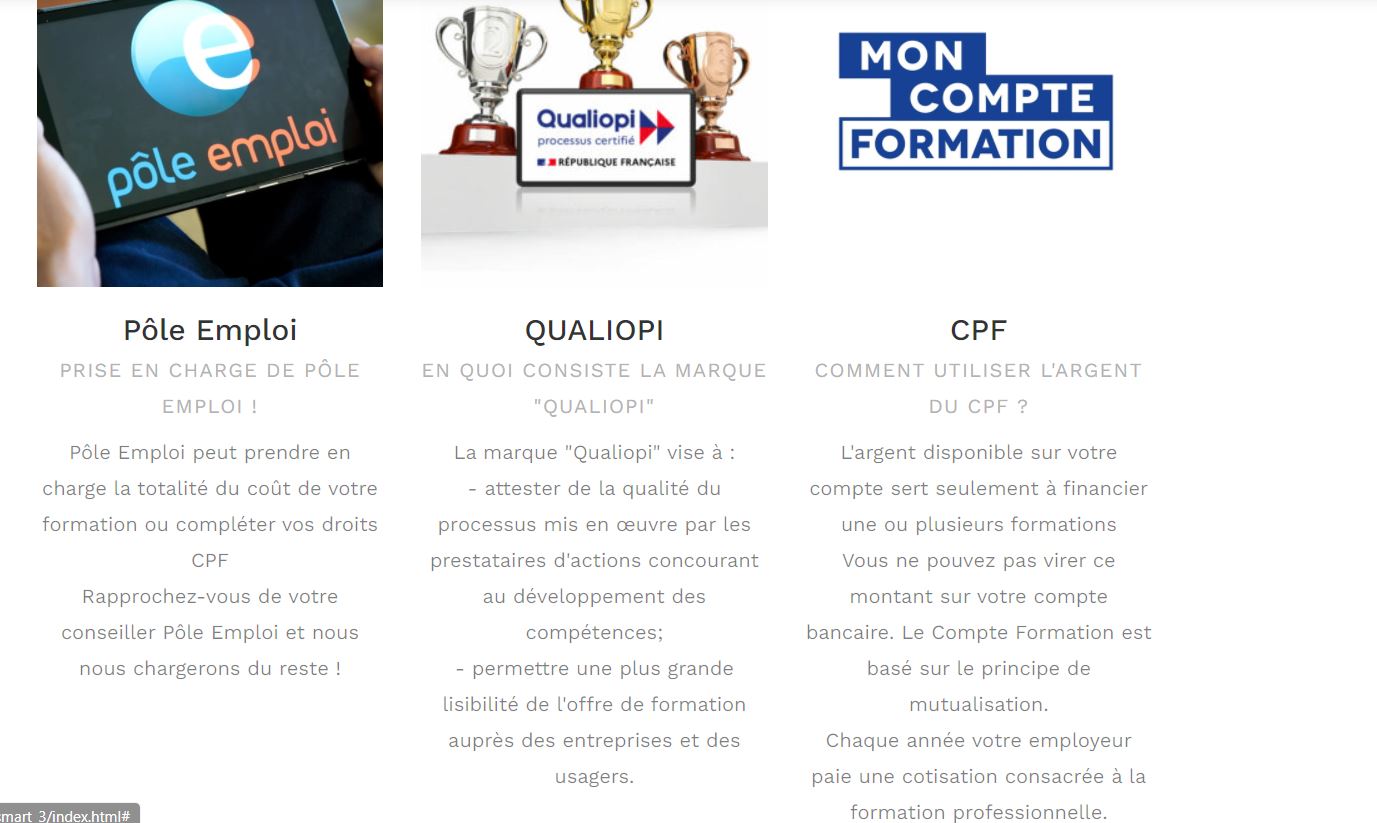 pôle emploi
Qualiopi
processus certifié
RÉPUBLIQUE FRANÇAISE
MON
COMPTE
FORMATION
Pôle Emploi
PRISE EN CHARGE DE PÔLE
EMPLOI !
Pôle Emploi peut prendre en
charge la totalité du coût de votre
formation ou compléter vos droits
CPF
Rapprochez-vous de votre
conseiller Pôle Emploi et nous
nous chargerons du reste !
QUALIOPI
EN QUOI CONSISTE LA MARQUE
"QUALIOPI"
La marque "Qualiopi" vise à :
- attester de la qualité du
processus mis en œuvre par les
prestataires d'actions concourant
au développement des
compétences;
- permettre une plus grande
lisibilité de l'offre de formation
auprès des entreprises et des
usagers.
CPF
COMMENT UTILISER L'ARGENT
DU CPF ?
L'argent disponible sur votre
compte sert seulement à financier
une ou plusieurs formations
Vous ne pouvez pas virer ce
montant sur votre compte
bancaire. Le Compte Formation est
basé sur le principe de
mutualisation.
Chaque année votre employeur
paie une cotisation consacrée à la
formation professionnelle.
smart_3/index.html#